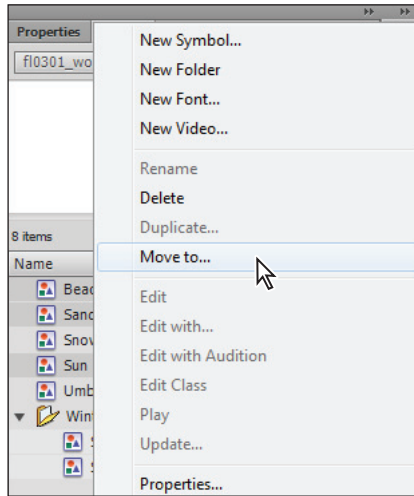 Properties
New Symbol...
New Folder
fl0301_wo
New Font...
New Video...
Rename
Delete
8 items
Duplicate...
Name
Move to...
Edit
Edit with...
Sun
Edit with Audition
Edit Class
Play
Update...
Properties...